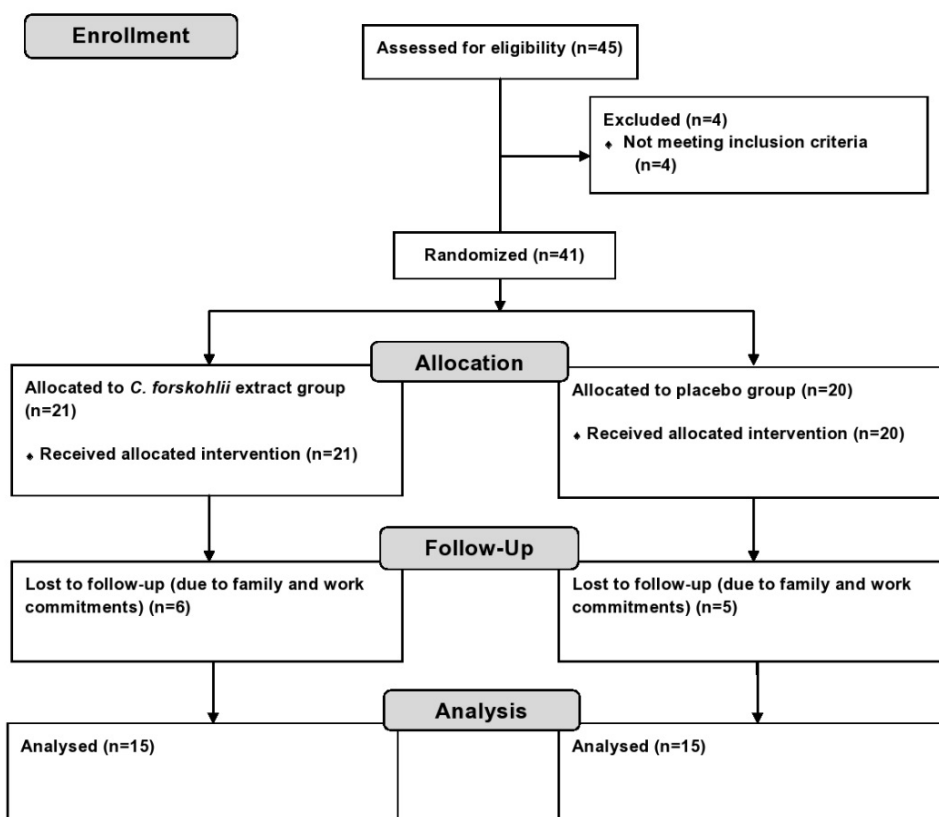 Enrollment
Assessed for eligibility (n=45)
Excluded (n=4)
♦ Not meeting inclusion criteria
(n=4)
Randomized (n=41)
Allocation
Allocated to C. forskohlii extract group
(n=21)
♦ Received allocated intervention (n=21)
Allocated to placebo group (n=20)
♦ Received allocated intervention (n=20)
Follow-Up
Lost to follow-up (due to family and work
commitments) (n=6)
Lost to follow-up (due to family and work
commitments) (n=5)
Analysis
Analysed (n=15)
Analysed (n=15)